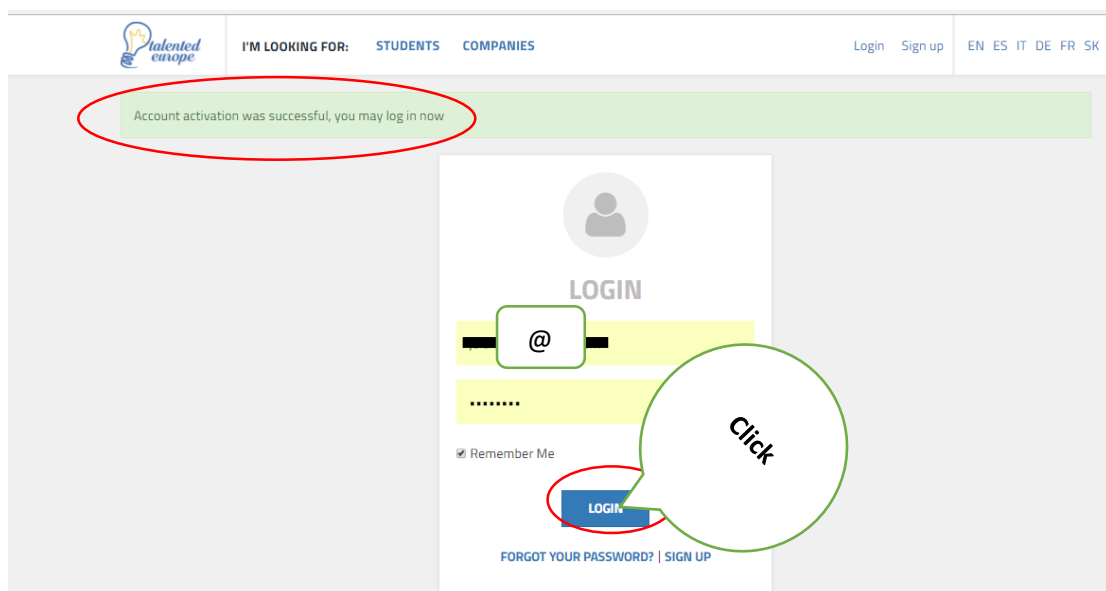 talented
europe
I'M LOOKING FOR: STUDENTS COMPANIES Login Sign up EN ES IT DE FR SK
Account activation was successful, you may log in now
LOGIN
@
........
Remember Me
Click
LOGIN
FORGOT YOUR PASSWORD? | SIGN UP